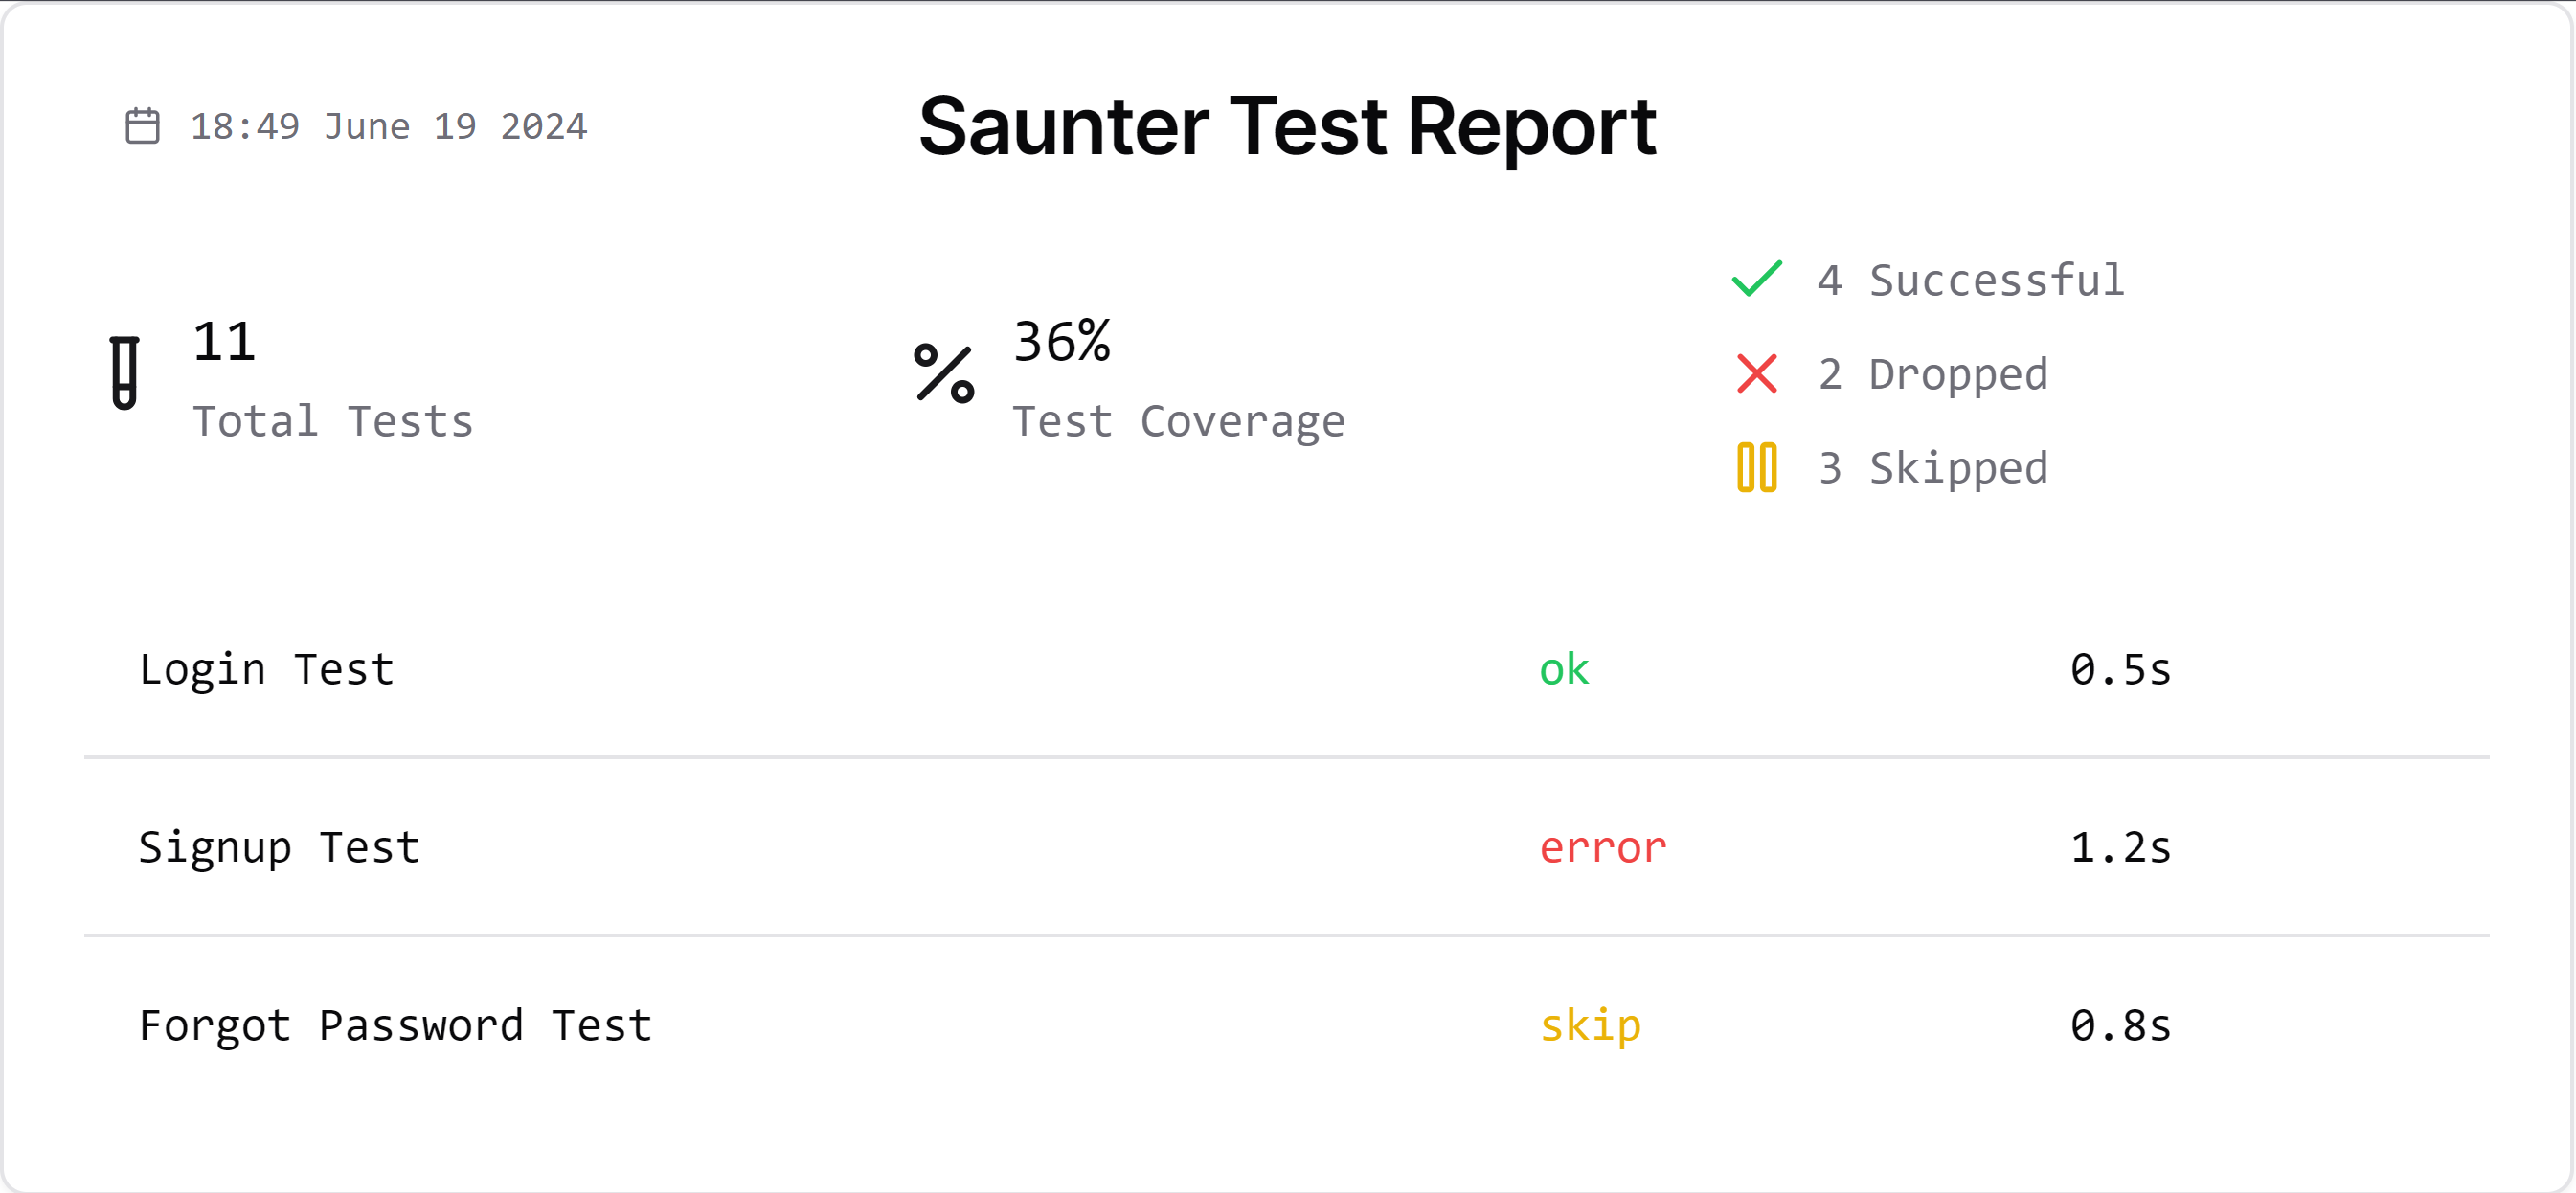 18:49 June 19 2024
Saunter Test Report
11
Total Tests
36%
Test Coverage
4 Successful
2 Dropped
3 Skipped
Login Test ok 0.5s
Signup Test error 1.2s
Forgot Password Test skip 0.8s